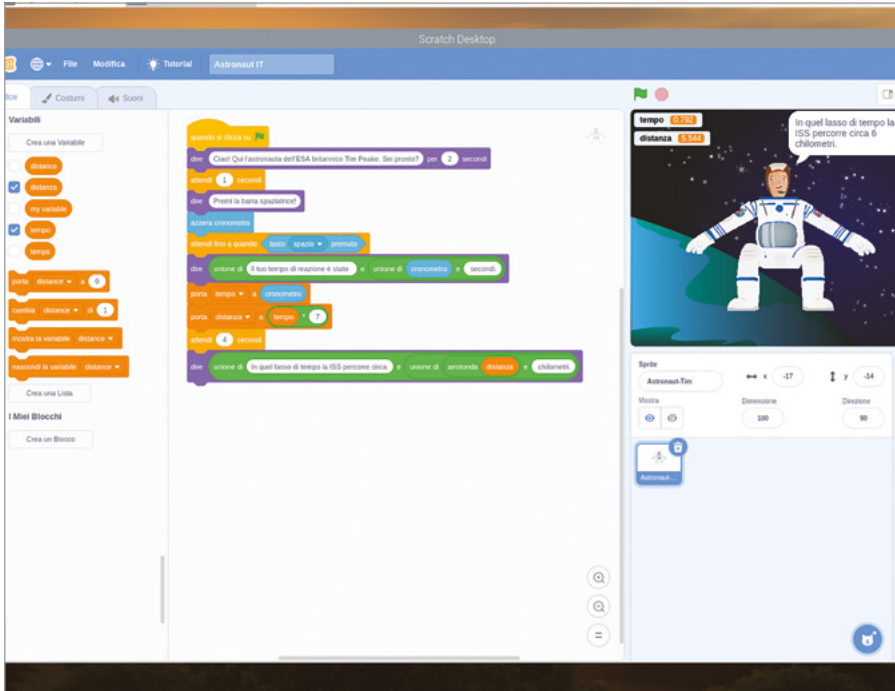 Scratch Desktop
File Modifica Tutorial Astronaut IT
Costumi Suoni
Variabili
Crea una Variabile
distance
distanza
my variable
tempo
temps
porta distance a 0
cambia distance di 1
mostra la variabile distance
nascondi la variabile distance
Crea una Lista
I Miei Blocchi
Crea un Blocco
quando si clicca su
dire Ciao! Qui l'astronauta dell'ESA britannico Tim Peake. Sei pronto? per 2 secondi
attendi 1 secondi
dire Premi la barra spaziatrice!
azzera cronometro
attendi fino a quando tasto spazio premuto
dire unione di Il tuo tempo di reazione è stato e unione di cronometro e secondi.
porta tempo a cronometro
porta distanza a tempo * 7
attendi 4 secondi
dire unione di In quel lasso di tempo la ISS percorre circa e unione di arrotonda distanza e chilometri.
tempo 0.792
distanza 5.544
In quel lasso di tempo la
ISS percorre circa 6
chilometri.
Sprite
Astronaut-Tim
x -17 y -14
Mostra Dimensione Direzione
100 90
Astronaut-...